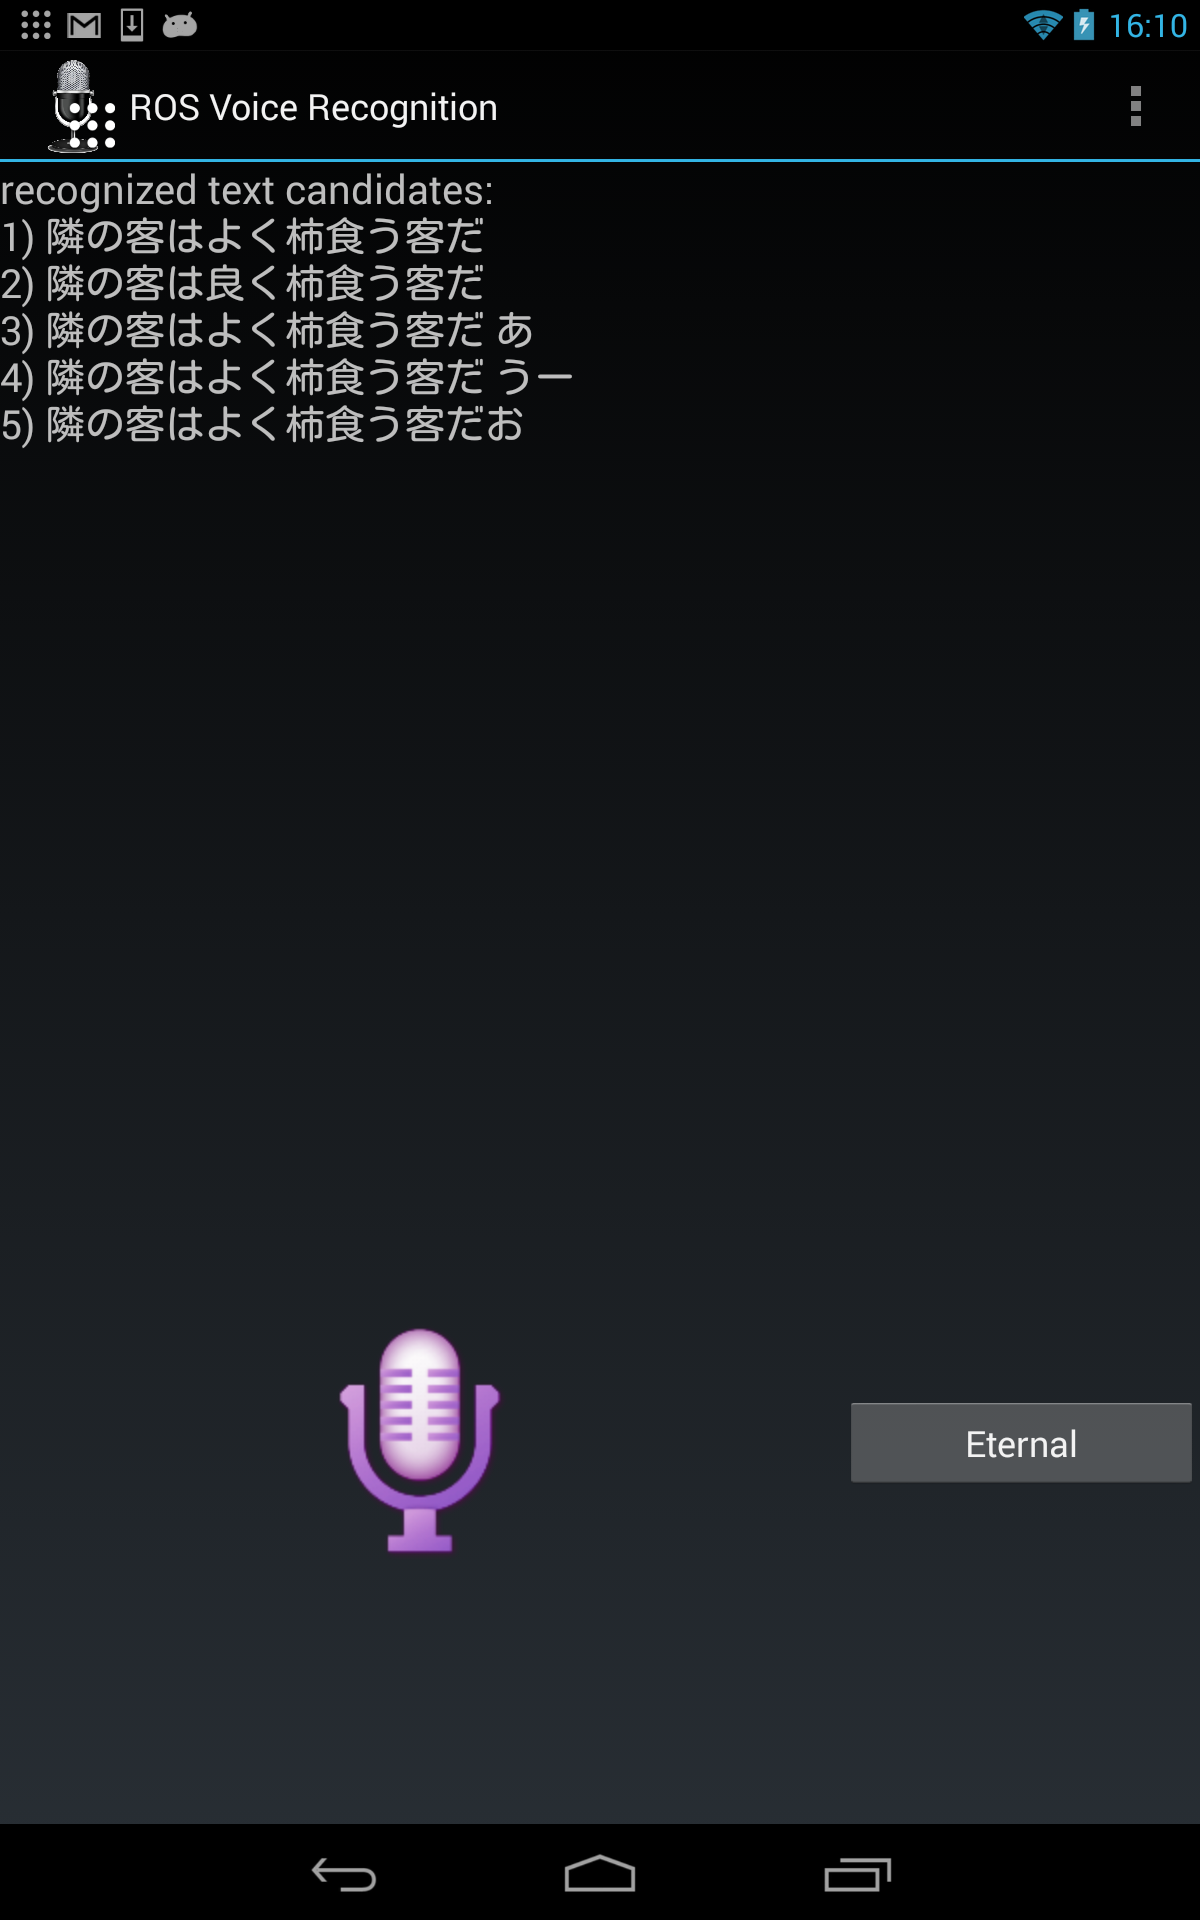 16:10
ROS Voice Recognition
recognized text candidates:
1) 隣の客はよく柿食う客だ
2) 隣の客は良く柿食う客だ
3) 隣の客はよく柿食う客だ あ
4) 隣の客はよく柿食う客だ うー
5) 隣の客はよく柿食う客だお
Eternal